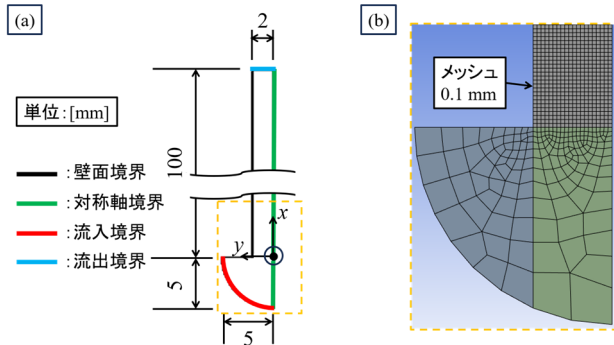 (a)
2
単位:[mm]
100
:壁面境界
:対称軸境界
:流入境界
:流出境界
x
y
5
5
(b)
メッシュ
0.1 mm